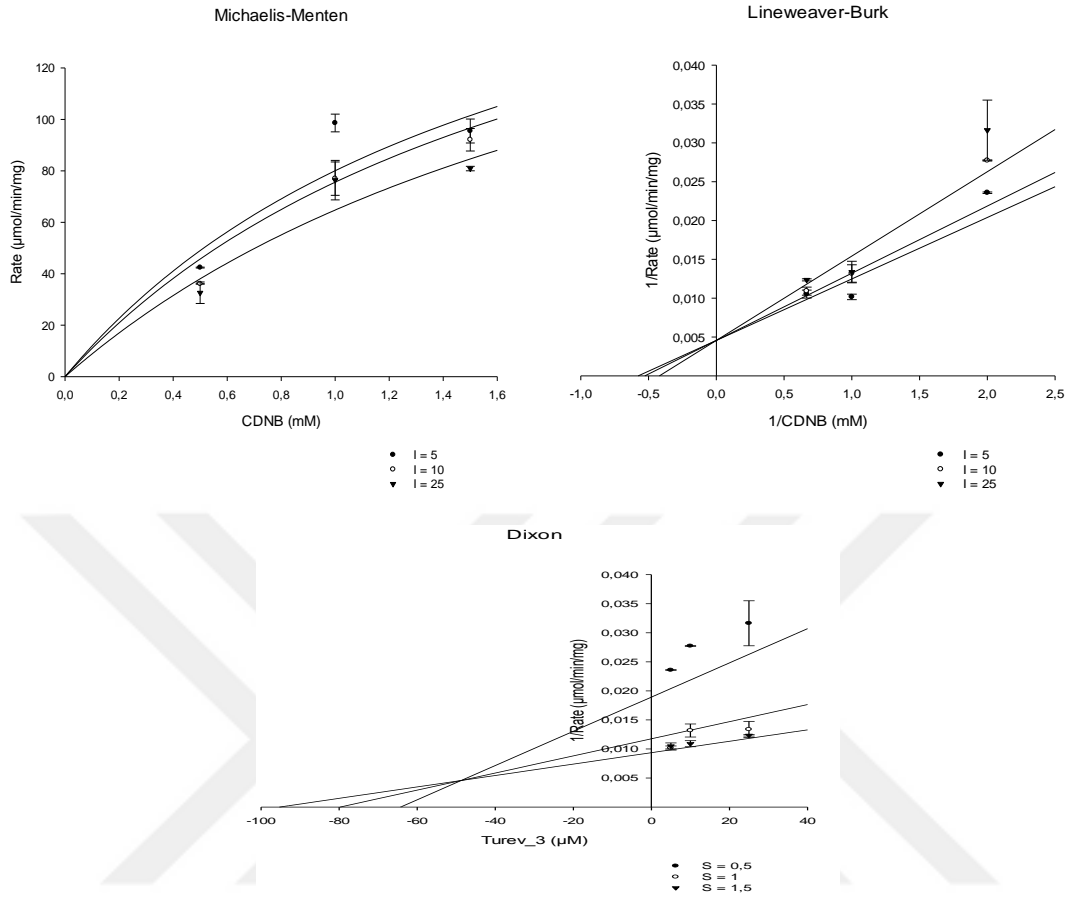 Michaelis-Menten
120
100
80
60
40
20
0
0,0 0,2 0,4 0,6 0,8 1,0 1,2 1,4 1,6
Rate (µmol/min/mg)
CDNB (mM)
I = 5
I = 10
I = 25
Lineweaver-Burk
0,040
0,035
0,030
0,025
0,020
0,015
0,010
0,005
-1,0 -0,5 0,0 0,5 1,0 1,5 2,0 2,5
1/Rate (µmol/min/mg)
1/CDNB (mM)
I = 5
I = 10
I = 25
Dixon
0,040
0,035
0,030
0,025
0,020
0,015
0,010
0,005
-100 -80 -60 -40 -20 0 20 40
1/Rate (µmol/min/mg)
Turev_3 (µM)
S = 0,5
S = 1
S = 1,5